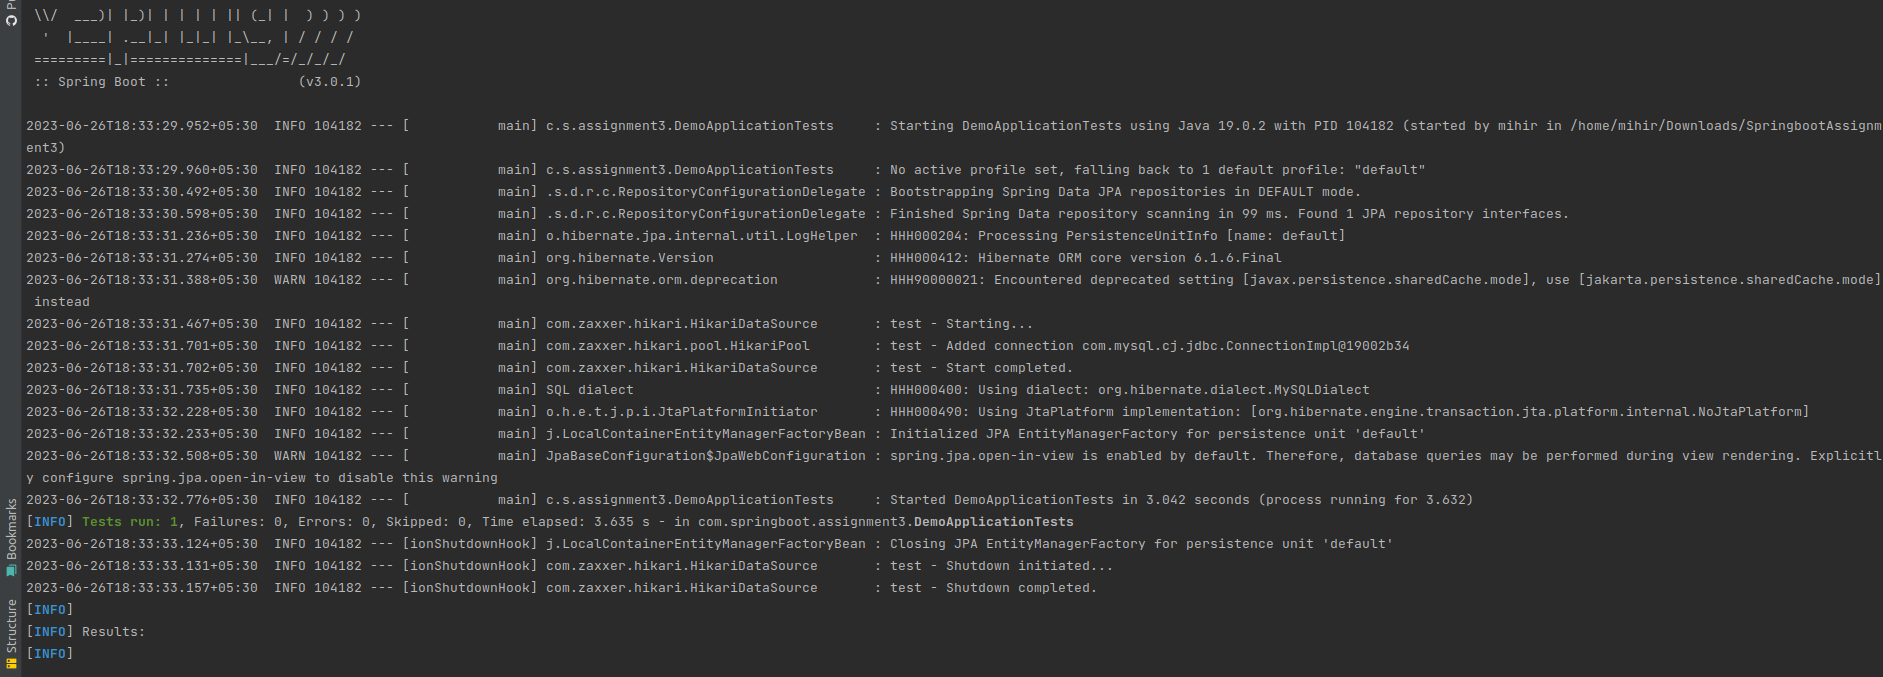 P
 \\/  ___)| |_)| | | | | || (_| |  ) ) ) )
  '  |____| .__|_| |_|_| |_\__, | / / / /
 =========|_|==============|___/=/_/_/_/
 :: Spring Boot ::                (v3.0.1)
2023-06-26T18:33:29.952+05:30  INFO 104182 --- [           main] c.s.assignment3.DemoApplicationTests     : Starting DemoApplicationTests using Java 19.0.2 with PID 104182 (started by mihir in /home/mihir/Downloads/SpringbootAssignm
ent3)
2023-06-26T18:33:29.960+05:30  INFO 104182 --- [           main] c.s.assignment3.DemoApplicationTests     : No active profile set, falling back to 1 default profile: "default"
2023-06-26T18:33:30.492+05:30  INFO 104182 --- [           main] .s.d.r.c.RepositoryConfigurationDelegate : Bootstrapping Spring Data JPA repositories in DEFAULT mode.
2023-06-26T18:33:30.598+05:30  INFO 104182 --- [           main] .s.d.r.c.RepositoryConfigurationDelegate : Finished Spring Data repository scanning in 99 ms. Found 1 JPA repository interfaces.
2023-06-26T18:33:31.236+05:30  INFO 104182 --- [           main] o.hibernate.jpa.internal.util.LogHelper  : HHH000204: Processing PersistenceUnitInfo [name: default]
2023-06-26T18:33:31.274+05:30  INFO 104182 --- [           main] org.hibernate.Version                    : HHH000412: Hibernate ORM core version 6.1.6.Final
2023-06-26T18:33:31.388+05:30  WARN 104182 --- [           main] org.hibernate.orm.deprecation            : HHH90000021: Encountered deprecated setting [javax.persistence.sharedCache.mode], use [jakarta.persistence.sharedCache.mode]
 instead
2023-06-26T18:33:31.467+05:30  INFO 104182 --- [           main] com.zaxxer.hikari.HikariDataSource       : test - Starting...
2023-06-26T18:33:31.701+05:30  INFO 104182 --- [           main] com.zaxxer.hikari.pool.HikariPool        : test - Added connection com.mysql.cj.jdbc.ConnectionImpl@19002b34
2023-06-26T18:33:31.702+05:30  INFO 104182 --- [           main] com.zaxxer.hikari.HikariDataSource       : test - Start completed.
2023-06-26T18:33:31.735+05:30  INFO 104182 --- [           main] SQL dialect                              : HHH000400: Using dialect: org.hibernate.dialect.MySQLDialect
2023-06-26T18:33:32.228+05:30  INFO 104182 --- [           main] o.h.e.t.j.p.i.JtaPlatformInitiator       : HHH000490: Using JtaPlatform implementation: [org.hibernate.engine.transaction.jta.platform.internal.NoJtaPlatform]
2023-06-26T18:33:32.233+05:30  INFO 104182 --- [           main] j.LocalContainerEntityManagerFactoryBean : Initialized JPA EntityManagerFactory for persistence unit 'default'
2023-06-26T18:33:32.508+05:30  WARN 104182 --- [           main] JpaBaseConfiguration$JpaWebConfiguration : spring.jpa.open-in-view is enabled by default. Therefore, database queries may be performed during view rendering. Explicitl
y configure spring.jpa.open-in-view to disable this warning
2023-06-26T18:33:32.776+05:30  INFO 104182 --- [           main] c.s.assignment3.DemoApplicationTests     : Started DemoApplicationTests in 3.042 seconds (process running for 3.632)
[INFO] Tests run: 1, Failures: 0, Errors: 0, Skipped: 0, Time elapsed: 3.635 s - in com.springboot.assignment3.DemoApplicationTests
2023-06-26T18:33:33.124+05:30  INFO 104182 --- [ionShutdownHook] j.LocalContainerEntityManagerFactoryBean : Closing JPA EntityManagerFactory for persistence unit 'default'
2023-06-26T18:33:33.131+05:30  INFO 104182 --- [ionShutdownHook] com.zaxxer.hikari.HikariDataSource       : test - Shutdown initiated...
2023-06-26T18:33:33.157+05:30  INFO 104182 --- [ionShutdownHook] com.zaxxer.hikari.HikariDataSource       : test - Shutdown completed.
[INFO]
[INFO] Results:
[INFO]
Bookmarks
Structure